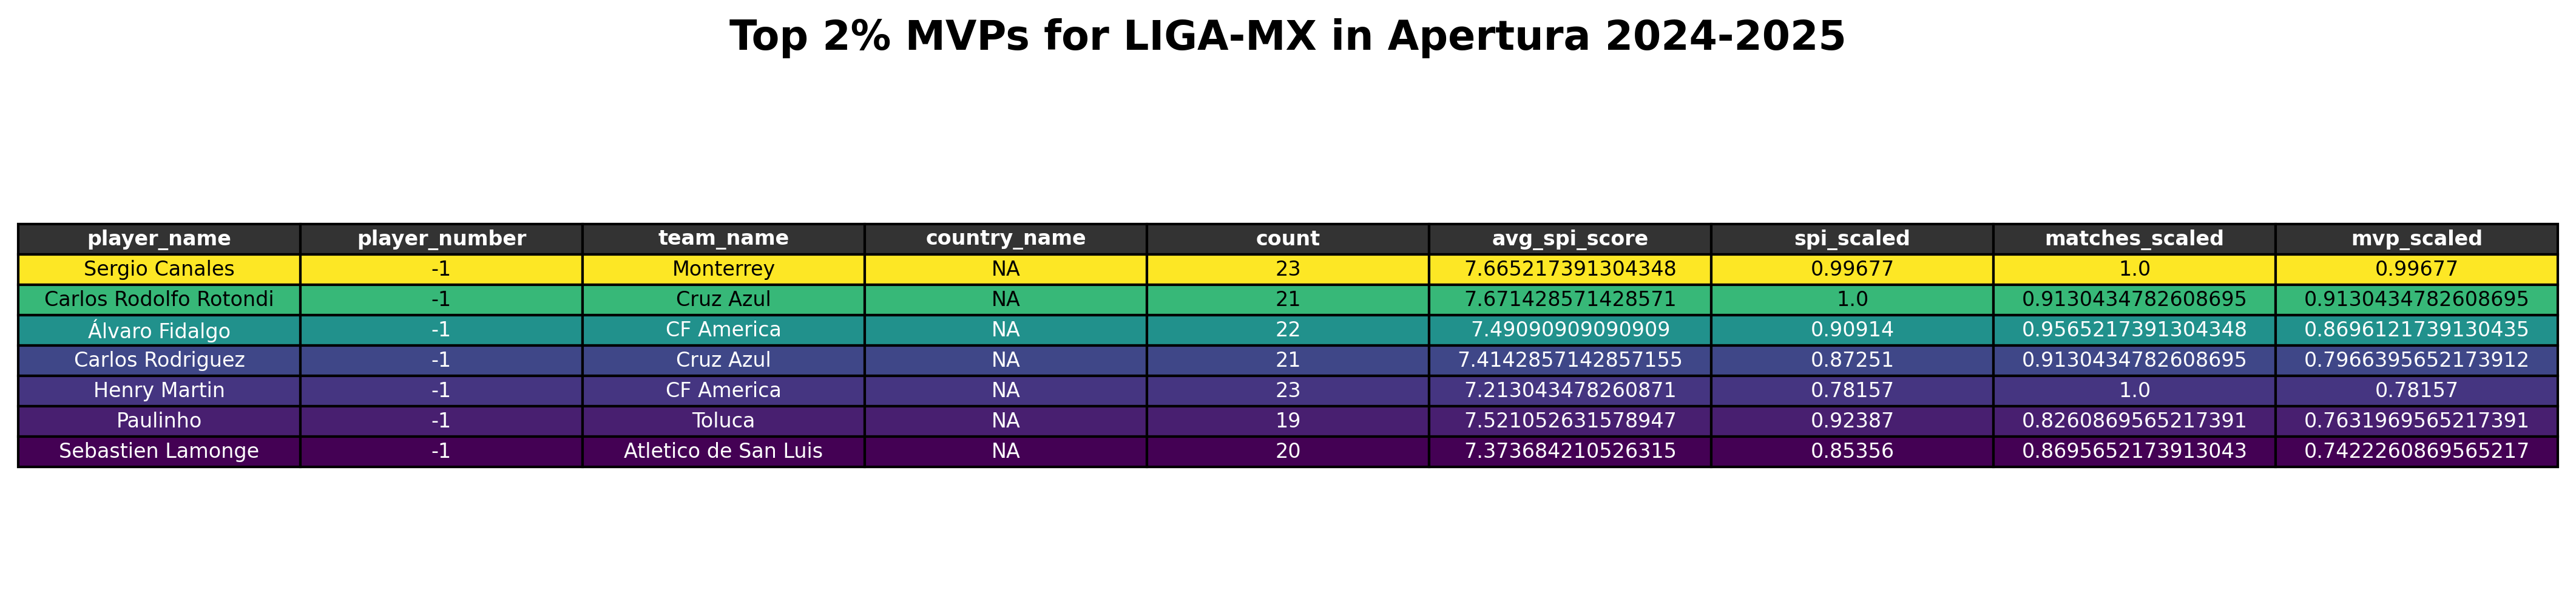 Top 2% MVPs for LIGA-MX in Apertura 2024-2025
player_name player_number team_name country_name count avg_spi_score spi_scaled matches_scaled mvp_scaled
Sergio Canales -1 Monterrey NA 23 7.665217391304348 0.99677 1.0 0.99677
Carlos Rodolfo Rotondi -1 Cruz Azul NA 21 7.671428571428571 1.0 0.9130434782608695 0.9130434782608695
Álvaro Fidalgo -1 CF America NA 22 7.49090909090909 0.90914 0.9565217391304348 0.8696121739130435
Carlos Rodriguez -1 Cruz Azul NA 21 7.4142857142857155 0.87251 0.9130434782608695 0.7966395652173912
Henry Martin -1 CF America NA 23 7.213043478260871 0.78157 1.0 0.78157
Paulinho -1 Toluca NA 19 7.521052631578947 0.92387 0.8260869565217391 0.7631969565217391
Sebastien Lamonge -1 Atletico de San Luis NA 20 7.373684210526315 0.85356 0.8695652173913043 0.7422260869565217